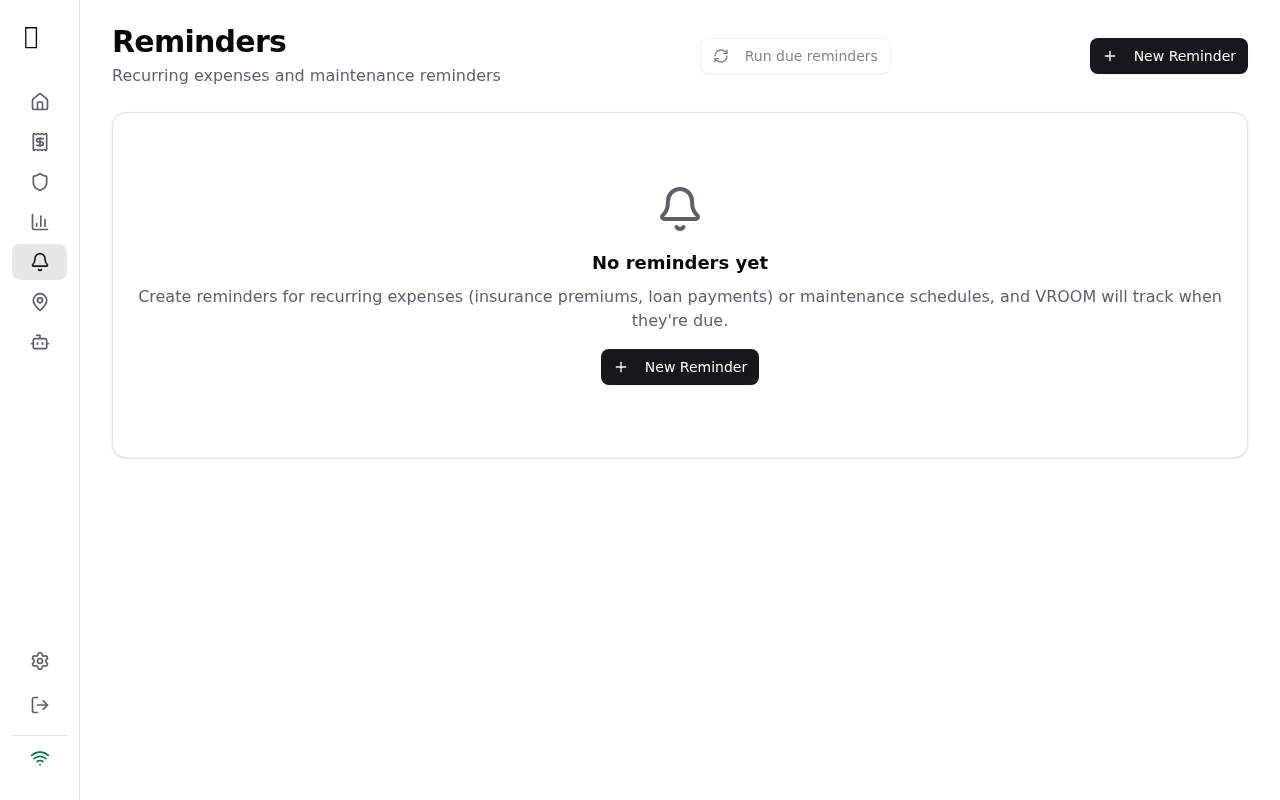 Reminders
Recurring expenses and maintenance reminders
Run due reminders
New Reminder
No reminders yet
Create reminders for recurring expenses (insurance premiums, loan payments) or maintenance schedules, and VROOM will track when
they're due.
New Reminder